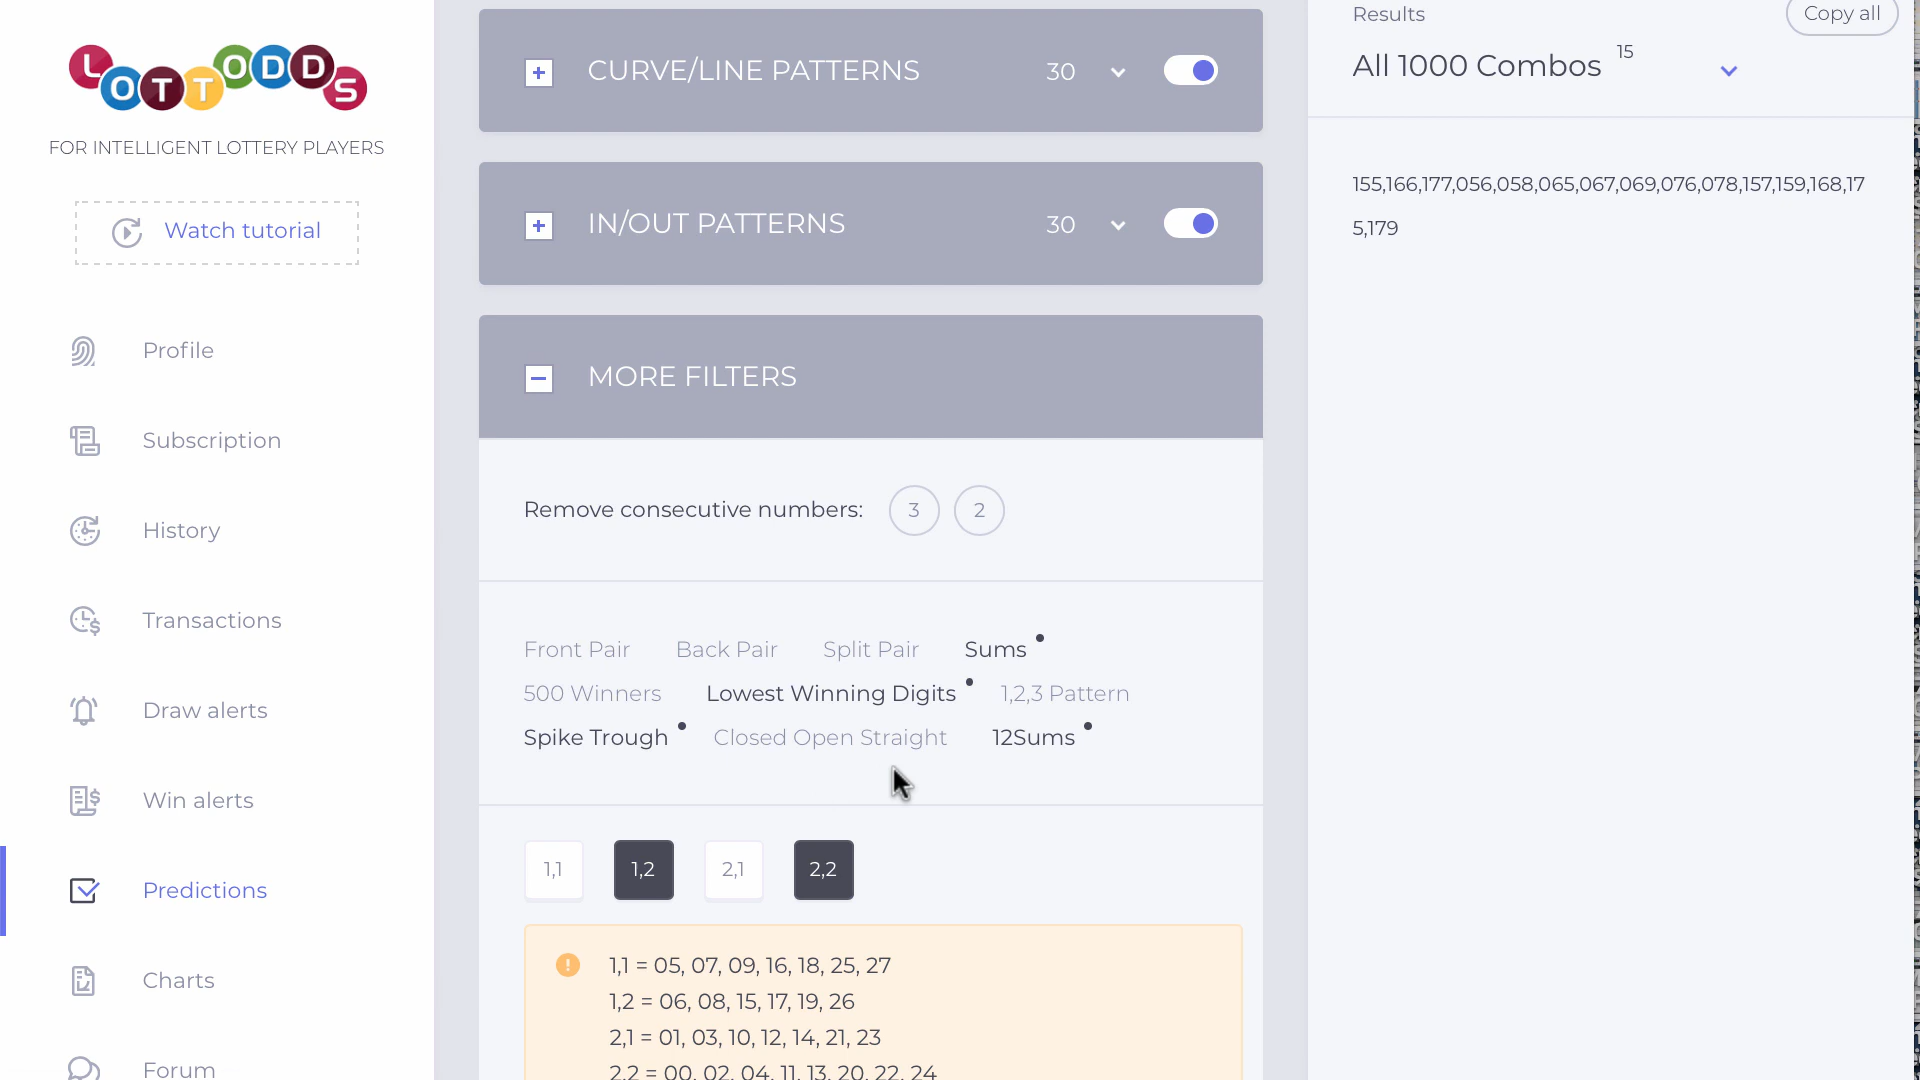 LOTTODDS
FOR INTELLIGENT LOTTERY PLAYERS
Watch tutorial
Profile
Subscription
History
Transactions
Draw alerts
Win alerts
Predictions
Charts
Forum
CURVE/LINE PATTERNS 30
IN/OUT PATTERNS 30
MORE FILTERS
Remove consecutive numbers: 3 2
Front Pair Back Pair Split Pair Sums
500 Winners Lowest Winning Digits 1,2,3 Pattern
Spike Trough Closed Open Straight 12Sums
1,1 1,2 2,1 2,2
1,1 = 05, 07, 09, 16, 18, 25, 27
1,2 = 06, 08, 15, 17, 19, 26
2,1 = 01, 03, 10, 12, 14, 21, 23
2,2 = 00, 02, 04, 11, 13, 20, 22, 24
Results Copy all
All 1000 Combos 15
155,166,177,056,058,065,067,069,076,078,157,159,168,17
5,179